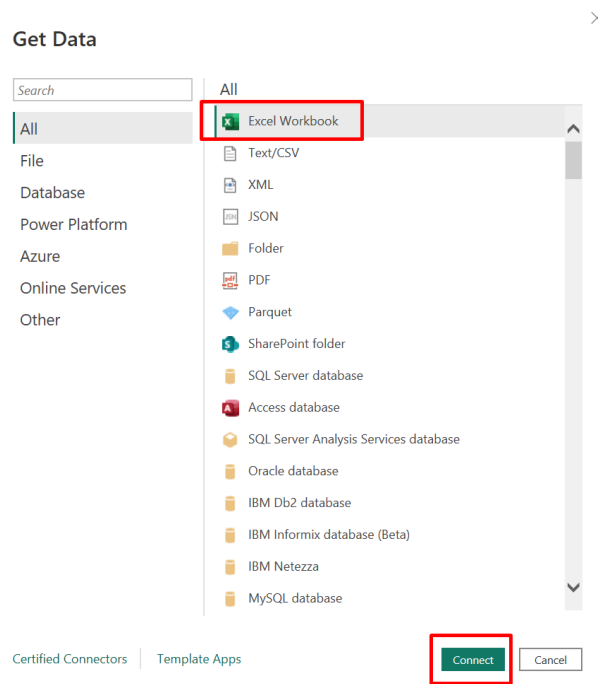 Get Data
Search
All
File
Database
Power Platform
Azure
Online Services
Other
All
Excel Workbook
Text/CSV
XML
JSON
Folder
PDF
Parquet
SharePoint folder
SQL Server database
Access database
SQL Server Analysis Services database
Oracle database
IBM Db2 database
IBM Informix database (Beta)
IBM Netezza
MySQL database
Certified Connectors
Template Apps
Connect
Cancel